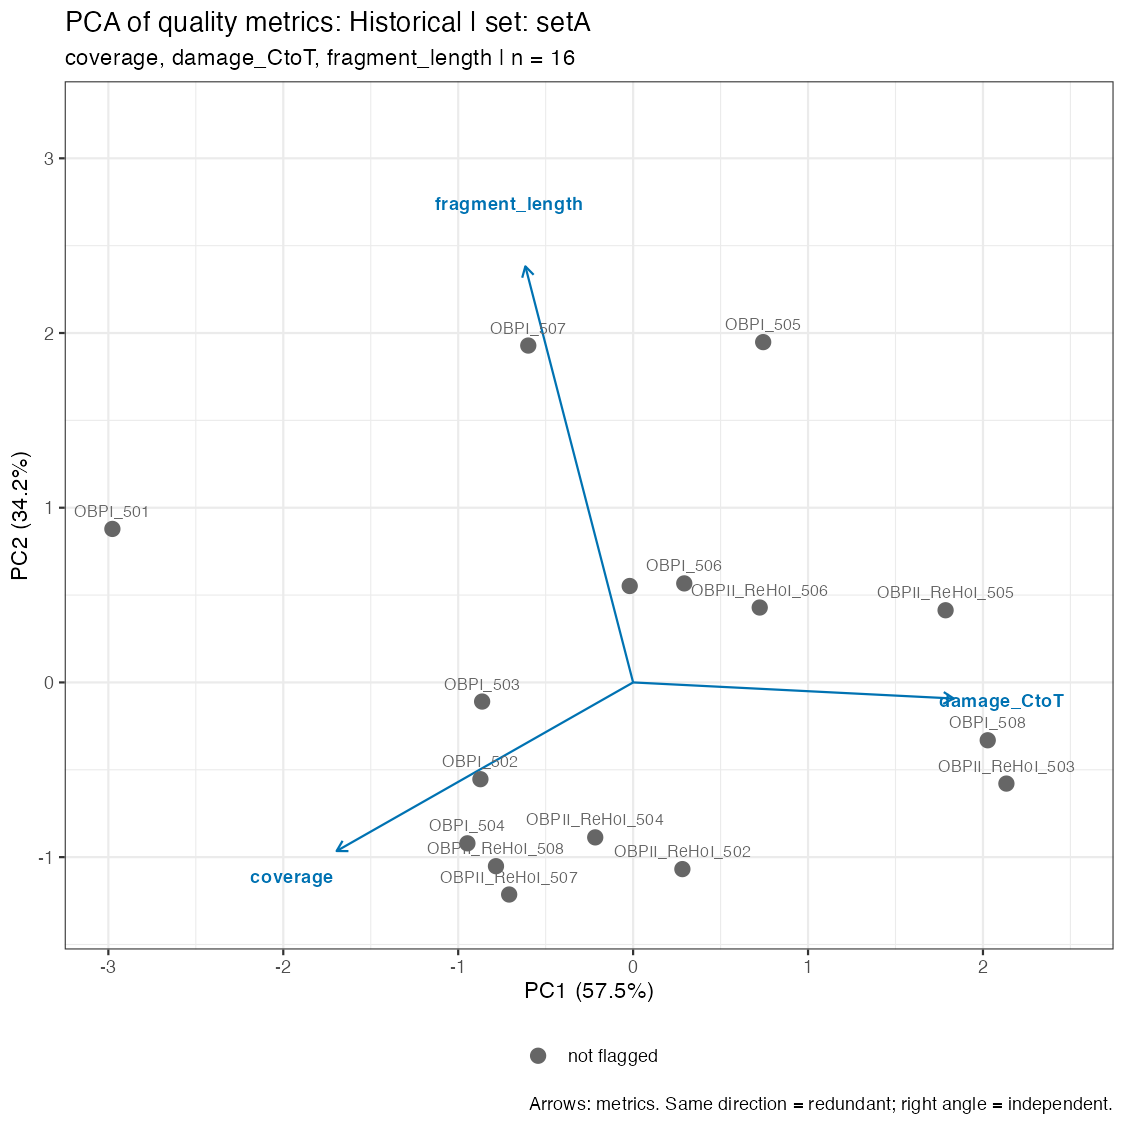 PCA of quality metrics: Historical | set: setA
coverage, damage_CtoT, fragment_length | n = 16
3
fragment_length
2
OBPI_507
OBPI_505
1
OBPI_501
OBPI_506
OBPII_ReHoI_506
OBPII_ReHoI_505
0
OBPI_503
damage_CtoT
OBPI_508
OBPI_502
OBPII_ReHoI_503
OBPI_504
OBPII_ReHoI_504
OBPII_ReHoI_508
OBPII_ReHoI_502
-1
coverage
OBPII_ReHoI_507
PC2 (34.2%)
-3
-2
-1
0
1
2
PC1 (57.5%)
not flagged
Arrows: metrics. Same direction = redundant; right angle = independent.